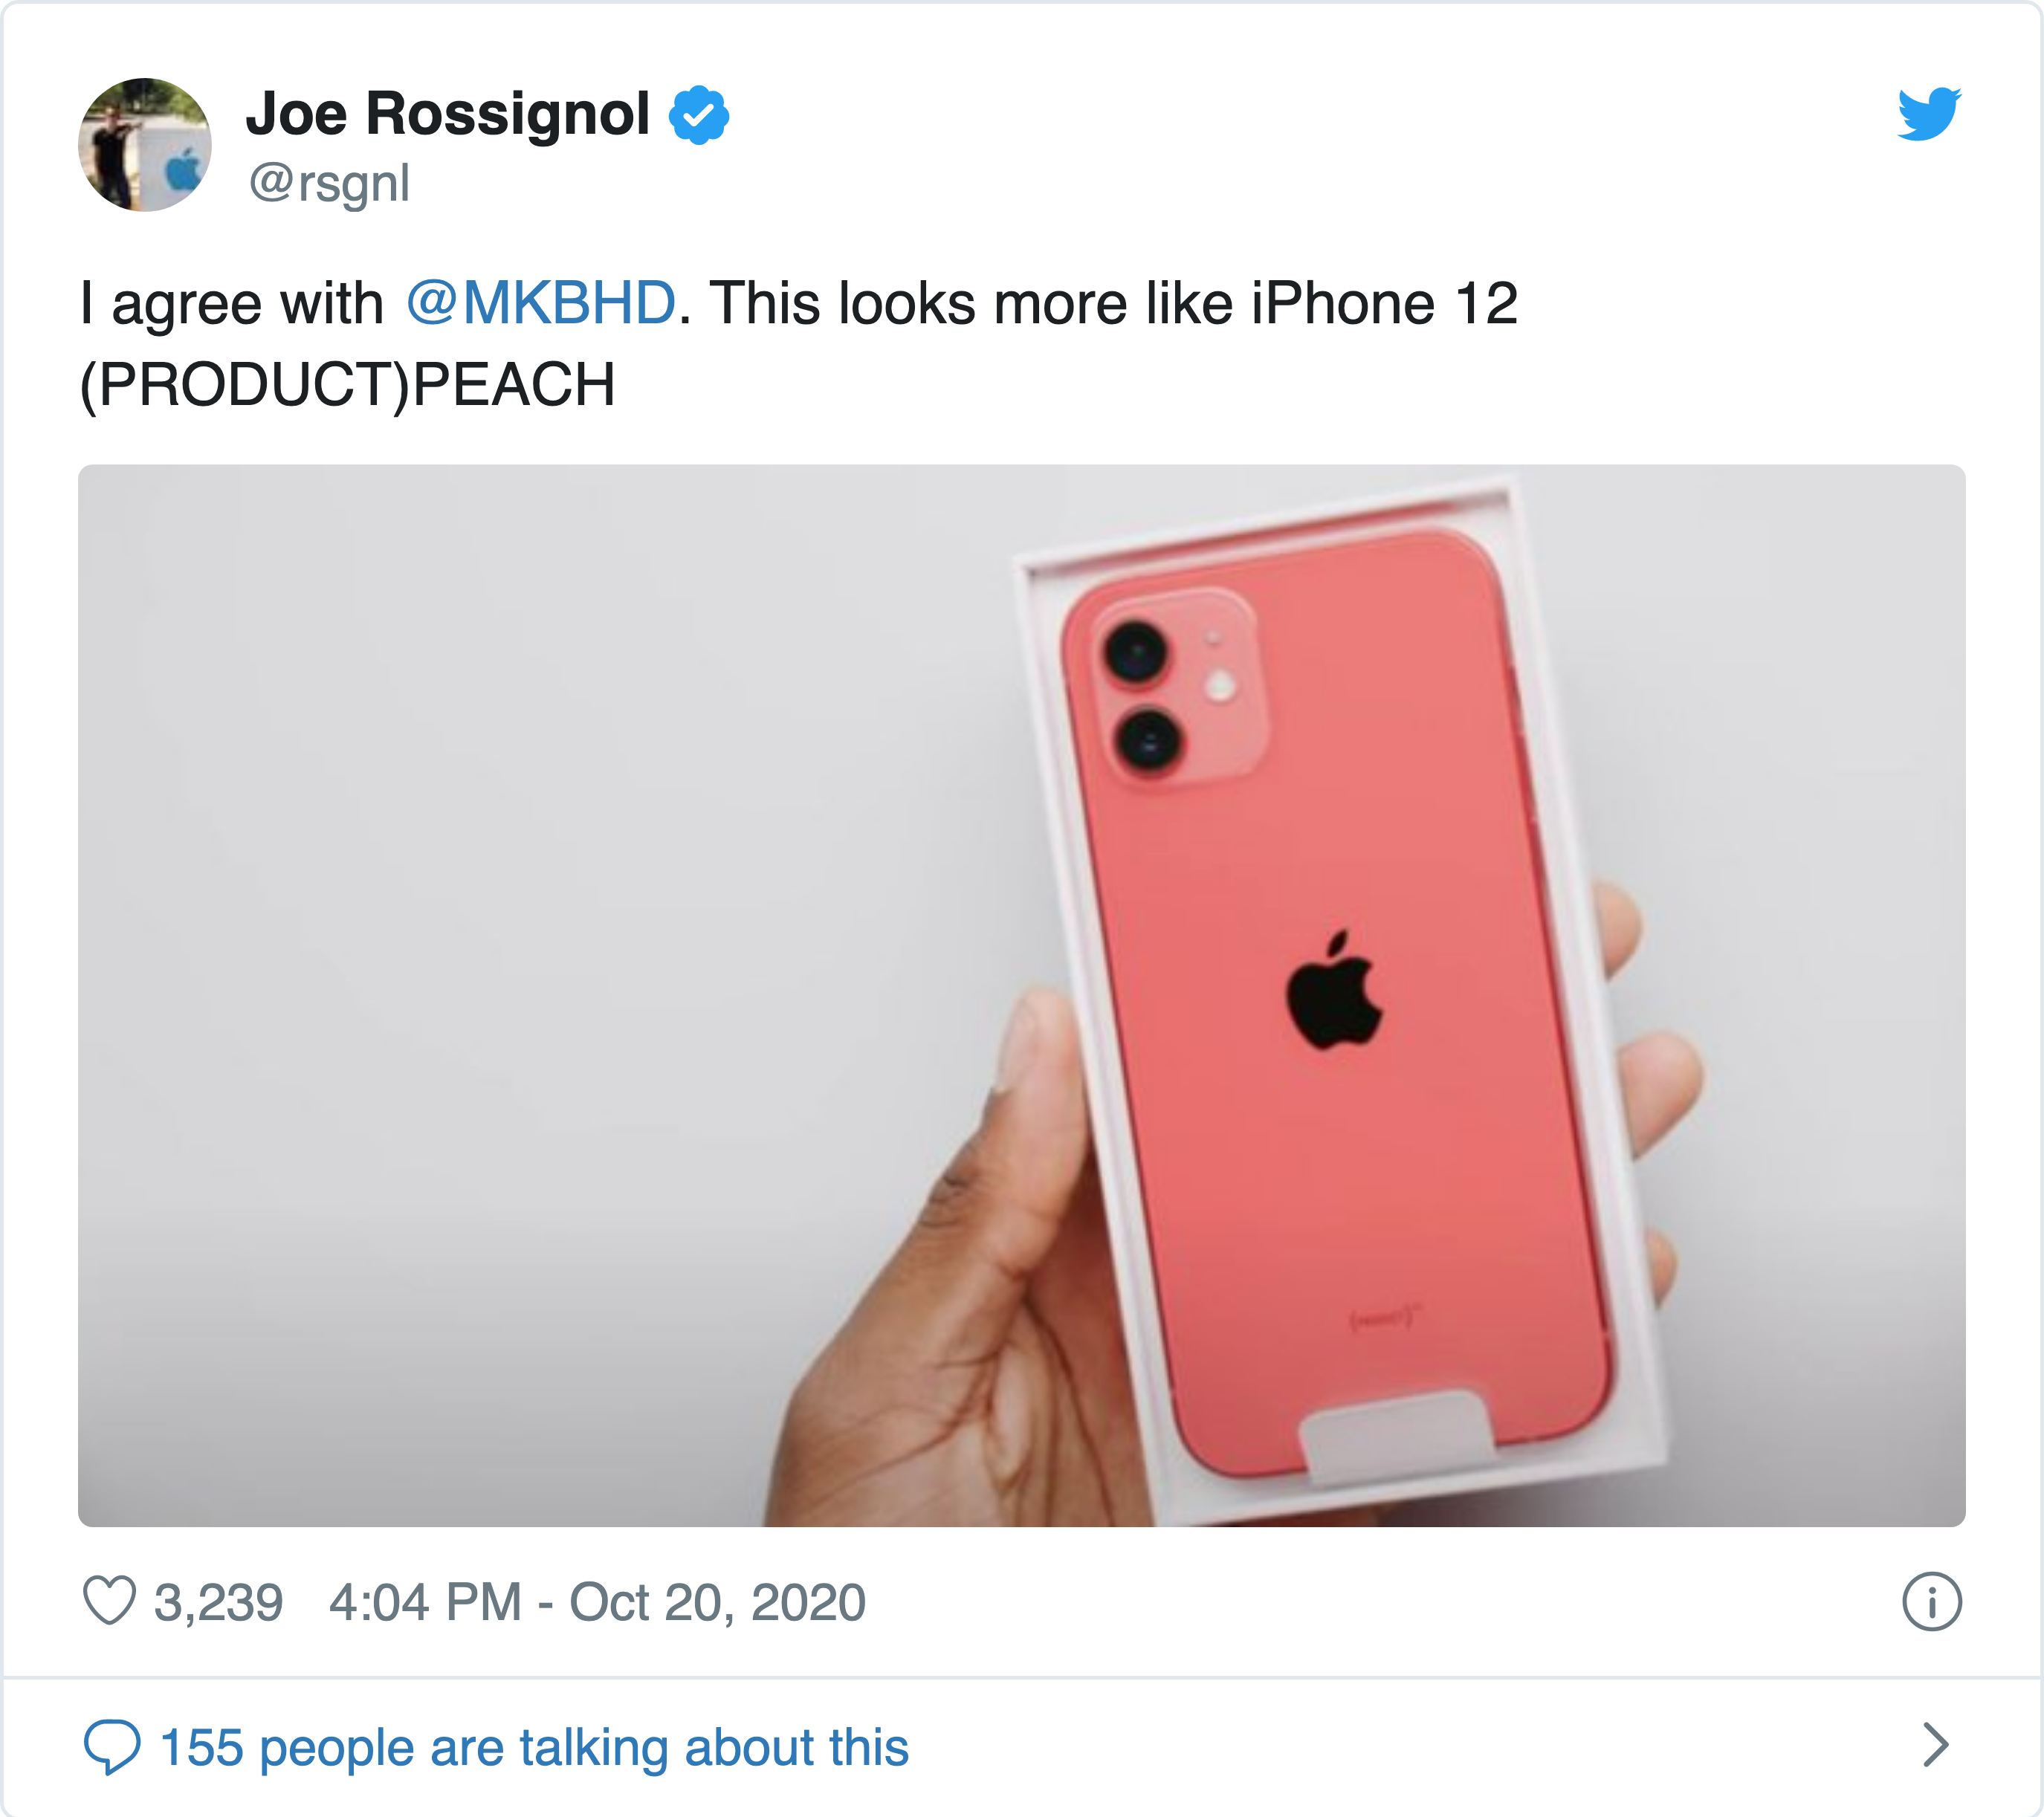 Joe Rossignol
@rsgnl
I agree with @MKBHD. This looks more like iPhone 12
(PRODUCT)PEACH
3,239 4:04 PM - Oct 20, 2020
155 people are talking about this